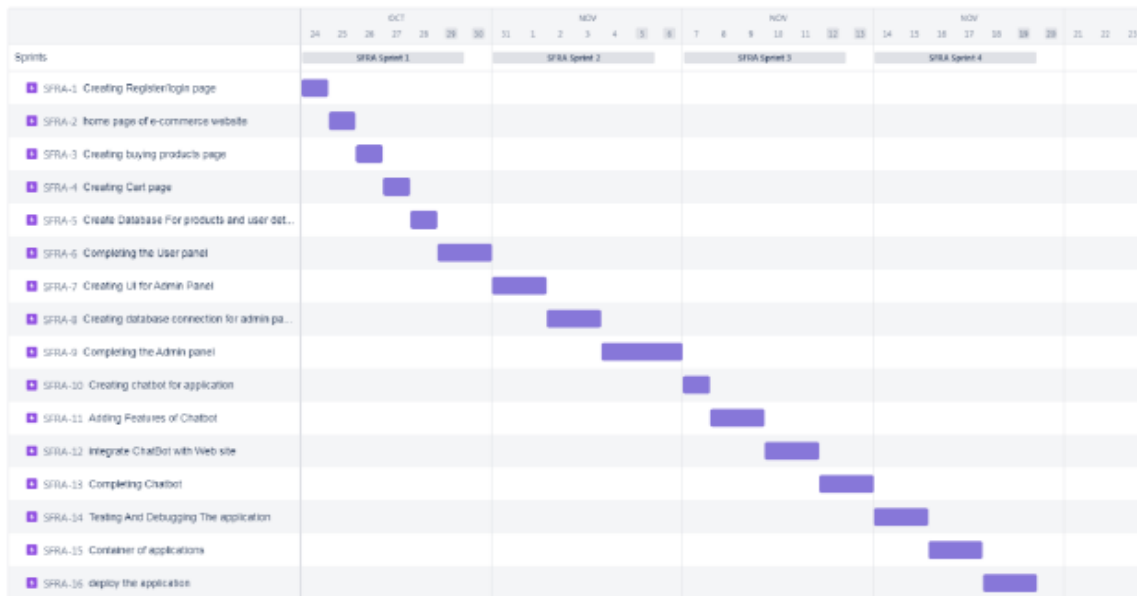 OCT NOV NOV NOV
24 25 26 27 28 29 30 31 1 2 3 4 5 6 7 8 9 10 11 12 13 14 15 16 17 18 19 20 21 22 23
Sprints SFRA Sprint 1 SFRA Sprint 2 SFRA Sprint 3 SFRA Sprint 4
SFRA-1 Creating Register/login page
SFRA-2 home page of e-commerce website
SFRA-3 Creating buying products page
SFRA-4 Creating Cart page
SFRA-5 Create Database For products and user det...
SFRA-6 Completing the User panel
SFRA-7 Creating UI for Admin Panel
SFRA-8 Creating database connection for admin pa...
SFRA-9 Completing the Admin panel
SFRA-10 Creating chatbot for application
SFRA-11 Adding Features of Chatbot
SFRA-12 Integrate ChatBot with Web site
SFRA-13 Completing Chatbot
SFRA-14 Testing And Debugging The application
SFRA-15 Container of applications
SFRA-16 deploy the application